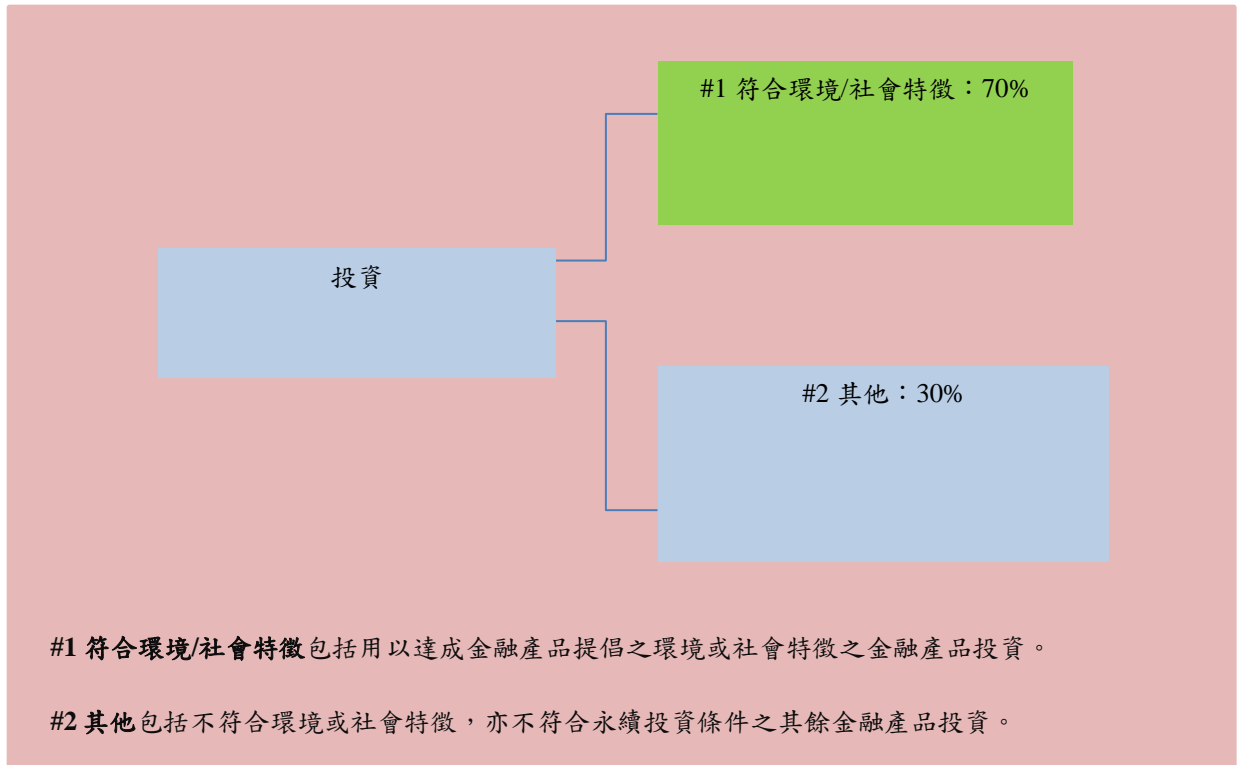 #1 符合環境/社會特徵：70%
投資
#2 其他：30%
#1 符合環境/社會特徵包括用以達成金融產品提倡之環境或社會特徵之金融產品投資。
#2 其他包括不符合環境或社會特徵，亦不符合永續投資條件之其餘金融產品投資。